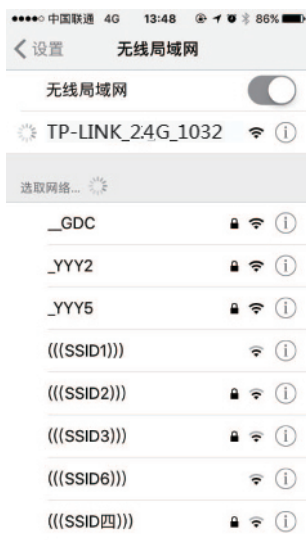 中国联通 4G 13:48 86%
设置 无线局域网
无线局域网
TP-LINK_2.4G_1032
选取网络...
__GDC
_YYY2
_YYY5
(((SSID1)))
(((SSID2)))
(((SSID3)))
(((SSID6)))
(((SSID四)))